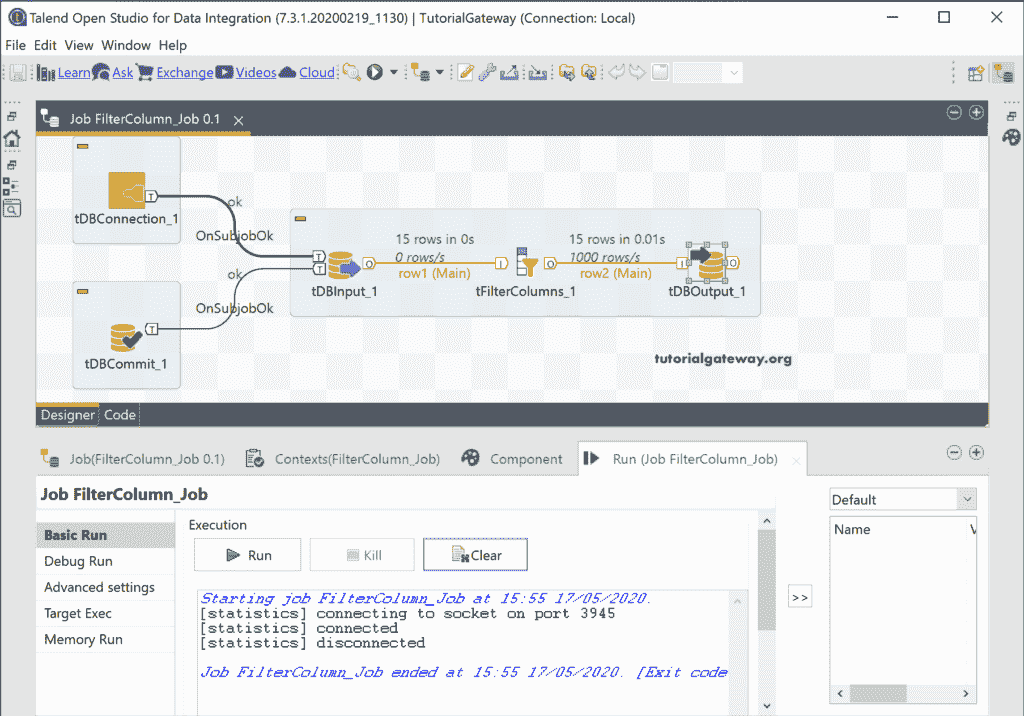 Talend Open Studio for Data Integration (7.3.1.20200219_1130) | TutorialGateway (Connection: Local)
File Edit View Window Help
Learn Ask Exchange Videos Cloud
Job FilterColumn_Job 0.1
T
tDBConnection_1
ok
OnSubjobOk
ok
OnSubjobOk
T
tDBCommit_1
T
T
tDBInput_1
O
15 rows in 0s
0 rows/s
row1 (Main)
I
tFilterColumns_1
O
15 rows in 0.01s
1000 rows/s
row2 (Main)
I
O
tDBOutput_1
tutorialgateway.org
Designer Code
Job(FilterColumn_Job 0.1) Contexts(FilterColumn_Job) Component Run (Job FilterColumn_Job)
Job FilterColumn_Job
Basic Run
Debug Run
Advanced settings
Target Exec
Memory Run
Execution
Run Kill Clear
Starting job FilterColumn_Job at 15:55 17/05/2020.
[statistics] connecting to socket on port 3945
[statistics] connected
[statistics] disconnected
Job FilterColumn_Job ended at 15:55 17/05/2020. [Exit code
>>
Default
Name V